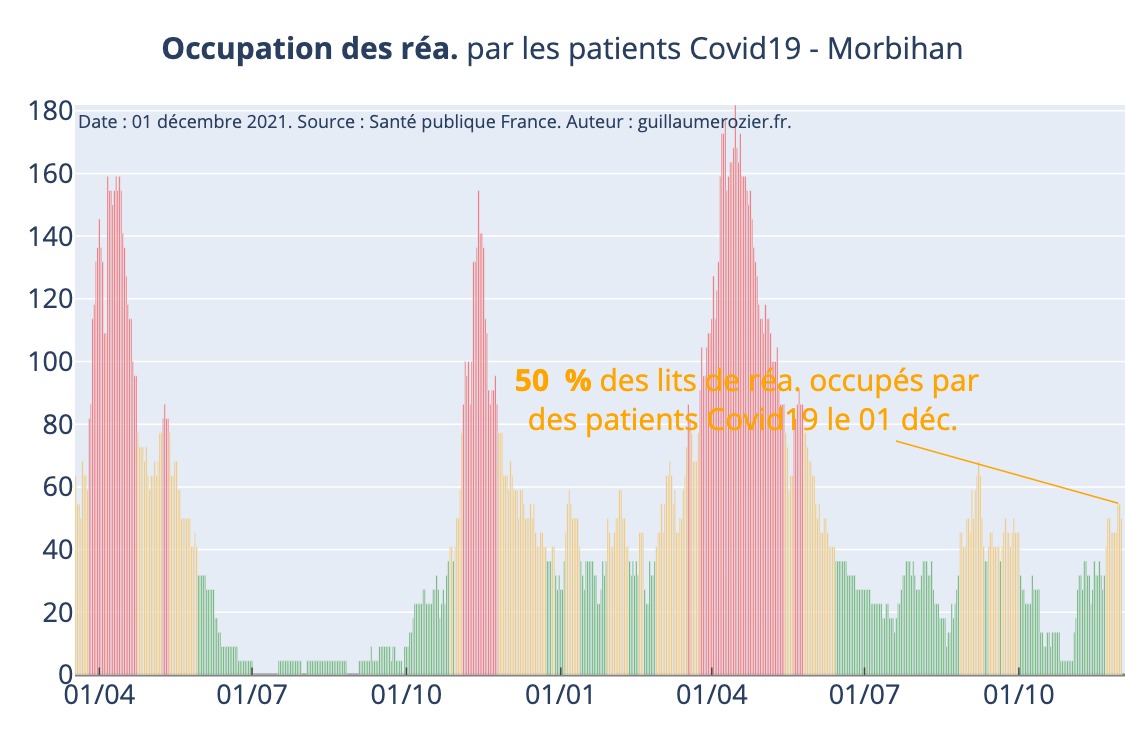 Occupation des réa. par les patients Covid19 - Morbihan
180
Date : 01 décembre 2021. Source : Santé publique France. Auteur : guillaumerozier.fr.
160
140
120
100
50 % des lits de réa. occupés par
des patients Covid19 le 01 déc.
80
60
40
20
0
01/04 01/07 01/10 01/01 01/04 01/07 01/10